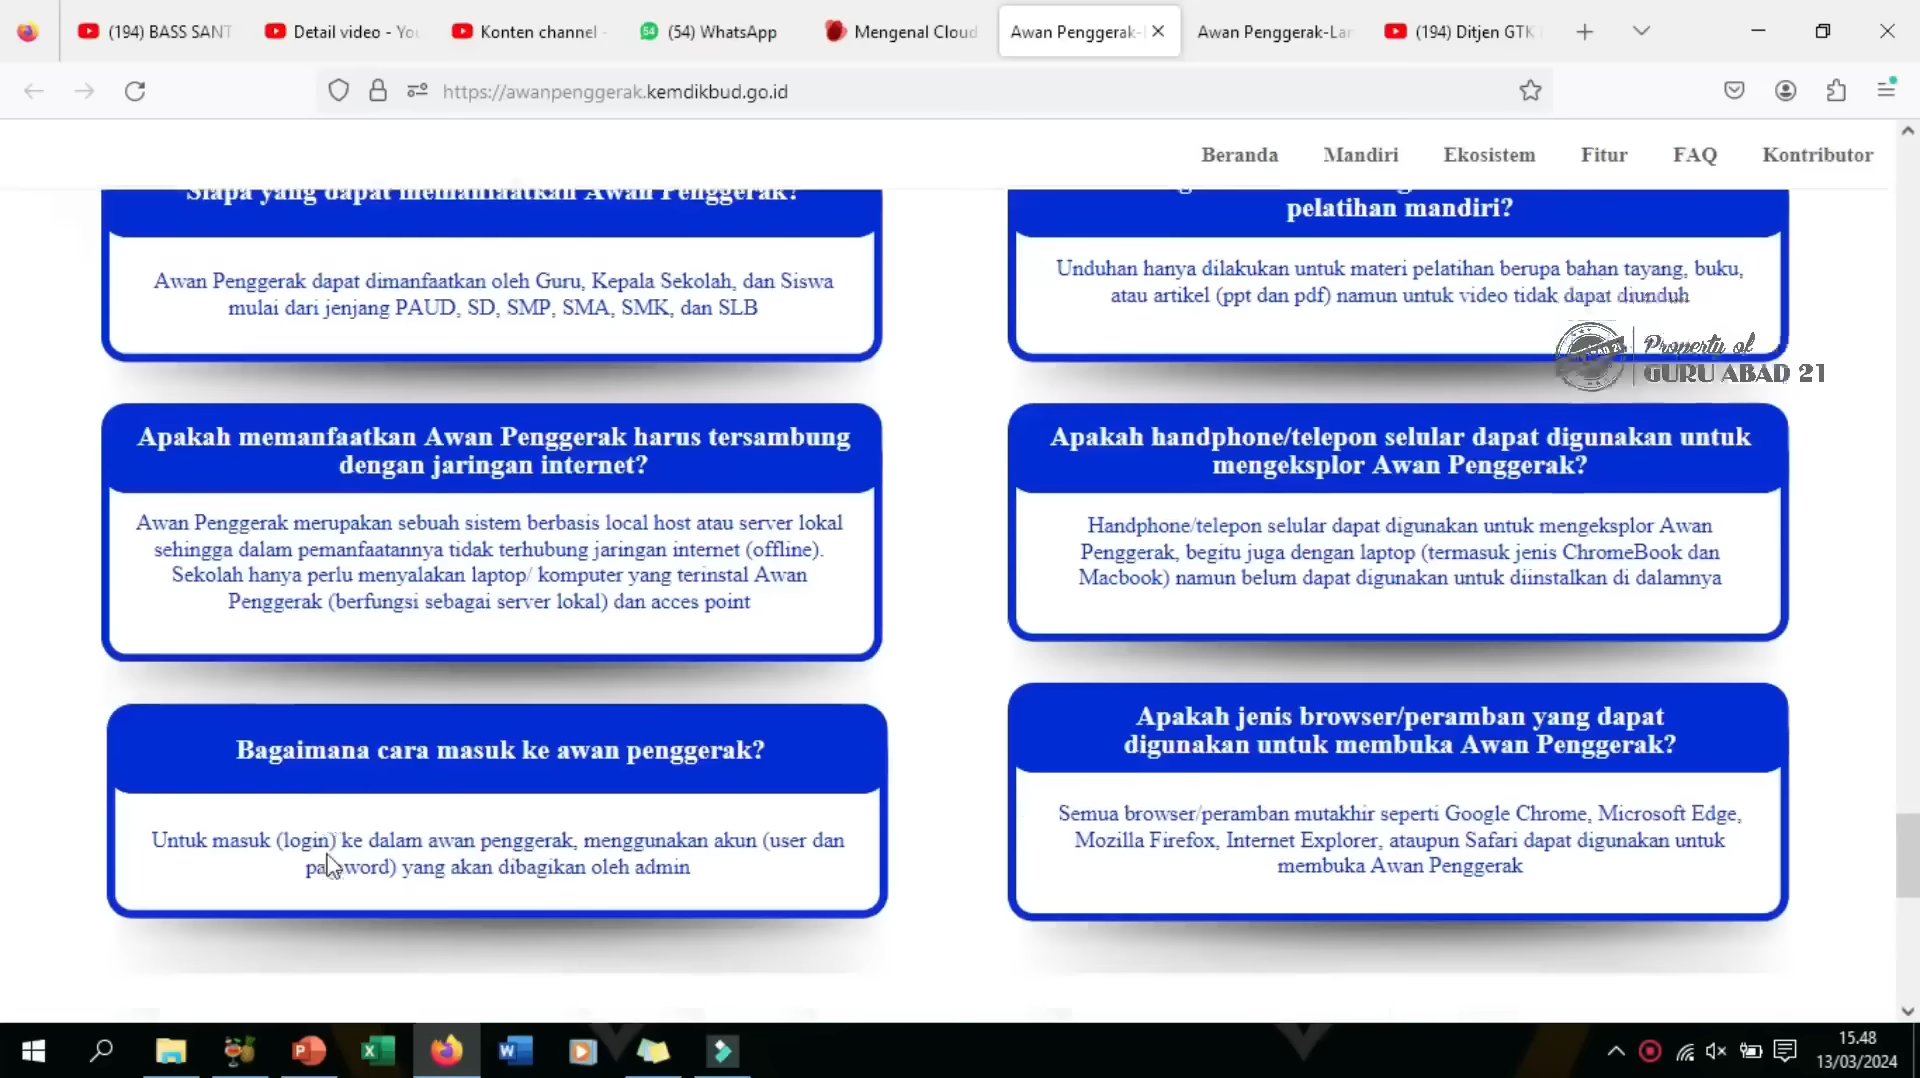 (194) BASS SANT
Detail video - You
Konten channel -
(54) WhatsApp
Mengenal Cloud
Awan Penggerak-
Awan Penggerak-Lan
(194) Ditjen GTK
https://awanpenggerak.kemdikbud.go.id
Beranda
Mandiri
Ekosistem
Fitur
FAQ
Kontributor
Siapa yang dapat memanfaatkan Awan Penggerak?
Awan Penggerak dapat dimanfaatkan oleh Guru, Kepala Sekolah, dan Siswa
mulai dari jenjang PAUD, SD, SMP, SMA, SMK, dan SLB
pelatihan mandiri?
Unduhan hanya dilakukan untuk materi pelatihan berupa bahan tayang, buku,
atau artikel (ppt dan pdf) namun untuk video tidak dapat diunduh
Property of
GURU ABAD 21
Apakah memanfaatkan Awan Penggerak harus tersambung
dengan jaringan internet?
Awan Penggerak merupakan sebuah sistem berbasis local host atau server lokal
sehingga dalam pemanfaatannya tidak terhubung jaringan internet (offline).
Sekolah hanya perlu menyalakan laptop/ komputer yang terinstal Awan
Penggerak (berfungsi sebagai server lokal) dan acces point
Apakah handphone/telepon selular dapat digunakan untuk
mengeksplor Awan Penggerak?
Handphone/telepon selular dapat digunakan untuk mengeksplor Awan
Penggerak, begitu juga dengan laptop (termasuk jenis ChromeBook dan
Macbook) namun belum dapat digunakan untuk diinstalkan di dalamnya
Bagaimana cara masuk ke awan penggerak?
Untuk masuk (login) ke dalam awan penggerak, menggunakan akun (user dan
password) yang akan dibagikan oleh admin
Apakah jenis browser/peramban yang dapat
digunakan untuk membuka Awan Penggerak?
Semua browser/peramban mutakhir seperti Google Chrome, Microsoft Edge,
Mozilla Firefox, Internet Explorer, ataupun Safari dapat digunakan untuk
membuka Awan Penggerak
15.48
13/03/2024